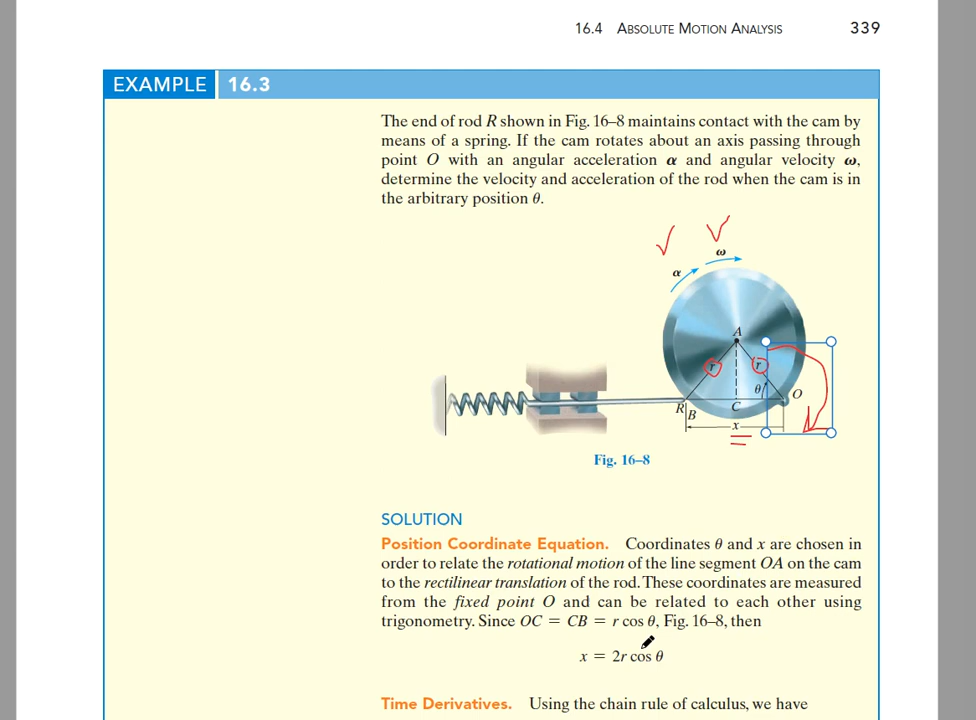 16.4 ABSOLUTE MOTION ANALYSIS 339
EXAMPLE 16.3
The end of rod R shown in Fig. 16–8 maintains contact with the cam by
means of a spring. If the cam rotates about an axis passing through
point O with an angular acceleration α and angular velocity ω,
determine the velocity and acceleration of the rod when the cam is in
the arbitrary position θ.
ω
α
A
r r
θ O
R B C
x
Fig. 16–8
SOLUTION
Position Coordinate Equation. Coordinates θ and x are chosen in
order to relate the rotational motion of the line segment OA on the cam
to the rectilinear translation of the rod. These coordinates are measured
from the fixed point O and can be related to each other using
trigonometry. Since OC = CB = r cos θ, Fig. 16–8, then
x = 2r cos θ
Time Derivatives. Using the chain rule of calculus, we have